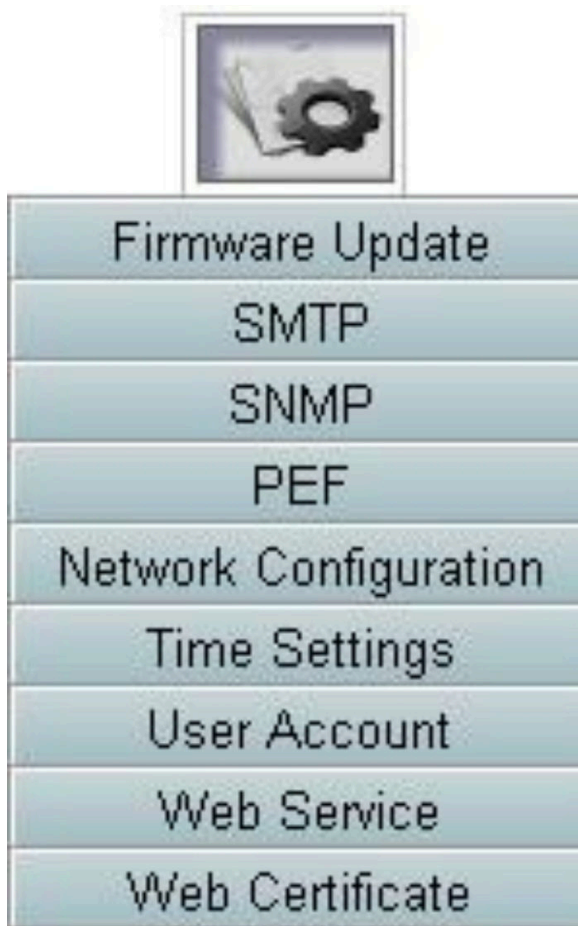 Firmware Update
SMTP
SNMP
PEF
Network Configuration
Time Settings
User Account
Web Service
Web Certificate